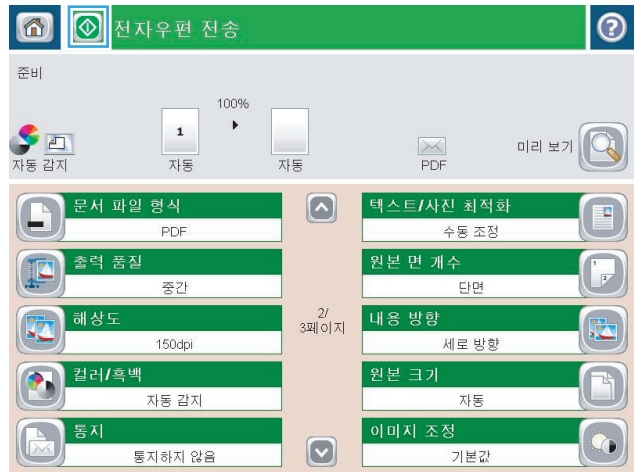 전자우편 전송
준비
100%
1
자동 감지
자동
자동
PDF
미리 보기
문서 파일 형식
PDF
출력 품질
중간
해상도
150dpi
컬러/흑백
자동 감지
통지
통지하지 않음
2/
3페이지
텍스트/사진 최적화
수동 조정
원본 면 개수
단면
내용 방향
세로 방향
원본 크기
자동
이미지 조정
기본값